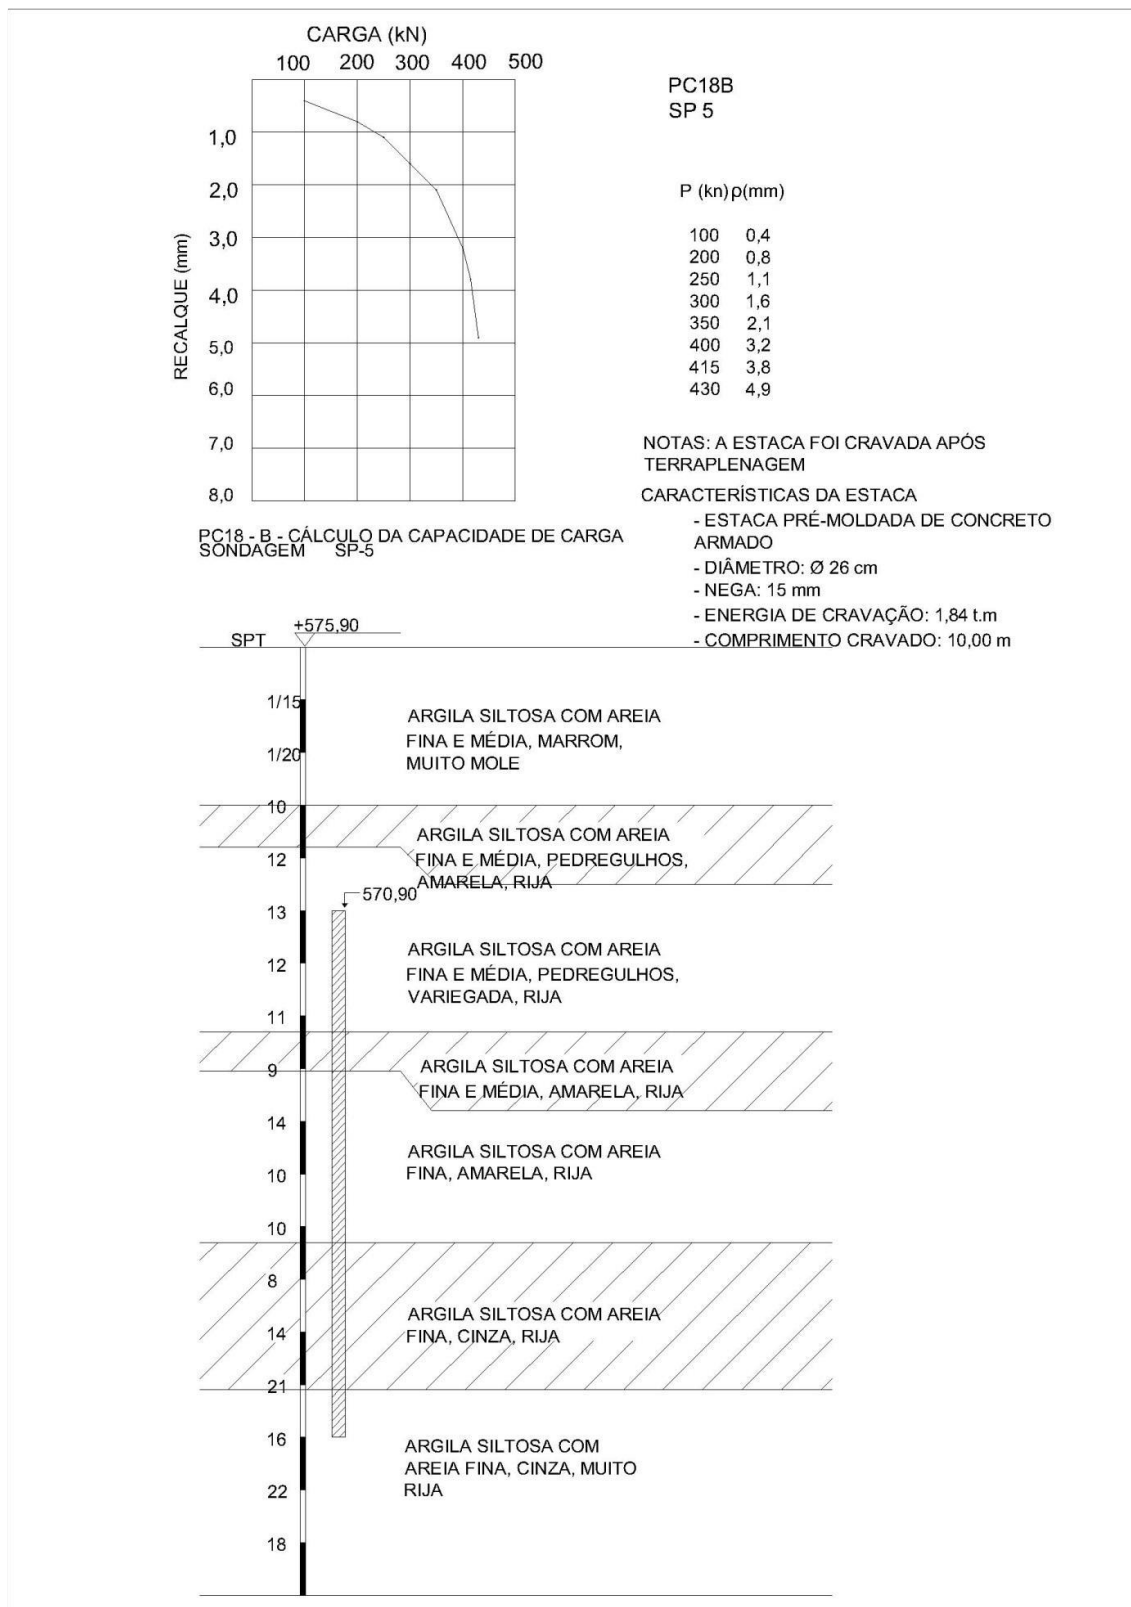 CARGA (kN)
100 200 300 400 500
1,0
2,0
3,0
4,0
5,0
6,0
7,0
8,0
RECALQUE (mm)
PC18B
SP 5
P (kn) ρ(mm)
100 0,4
200 0,8
250 1,1
300 1,6
350 2,1
400 3,2
415 3,8
430 4,9
NOTAS: A ESTACA FOI CRAVADA APÓS
TERRAPLENAGEM
CARACTERÍSTICAS DA ESTACA
- ESTACA PRÉ-MOLDADA DE CONCRETO
ARMADO
- DIÂMETRO: Ø 26 cm
- NEGA: 15 mm
- ENERGIA DE CRAVAÇÃO: 1,84 t.m
- COMPRIMENTO CRAVADO: 10,00 m
PC18 - B - CÁLCULO DA CAPACIDADE DE CARGA
SONDAGEM SP-5
+575,90
SPT
1/15
ARGILA SILTOSA COM AREIA
FINA E MÉDIA, MARROM,
1/20
MUITO MOLE
10
ARGILA SILTOSA COM AREIA
12
FINA E MÉDIA, PEDREGULHOS,
AMARELA, RIJA
570,90
13
ARGILA SILTOSA COM AREIA
12
FINA E MÉDIA, PEDREGULHOS,
VARIEGADA, RIJA
11
ARGILA SILTOSA COM AREIA
9
FINA E MÉDIA, AMARELA, RIJA
14
ARGILA SILTOSA COM AREIA
10
FINA, AMARELA, RIJA
10
8
ARGILA SILTOSA COM AREIA
14
FINA, CINZA, RIJA
21
16
ARGILA SILTOSA COM
AREIA FINA, CINZA, MUITO
22
RIJA
18